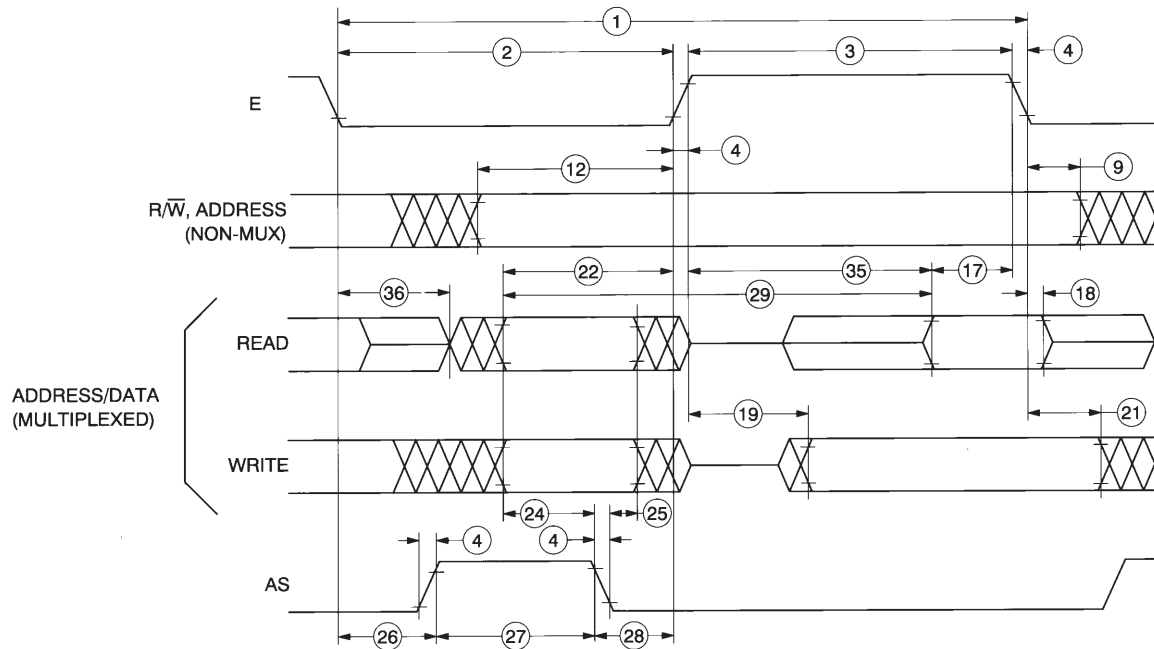 1
2
3
4
E
4
12
9
R/W̅, ADDRESS
(NON-MUX)
22
35
17
36
29
18
READ
ADDRESS/DATA
(MULTIPLEXED)
19
21
WRITE
24
25
4
4
AS
26
27
28